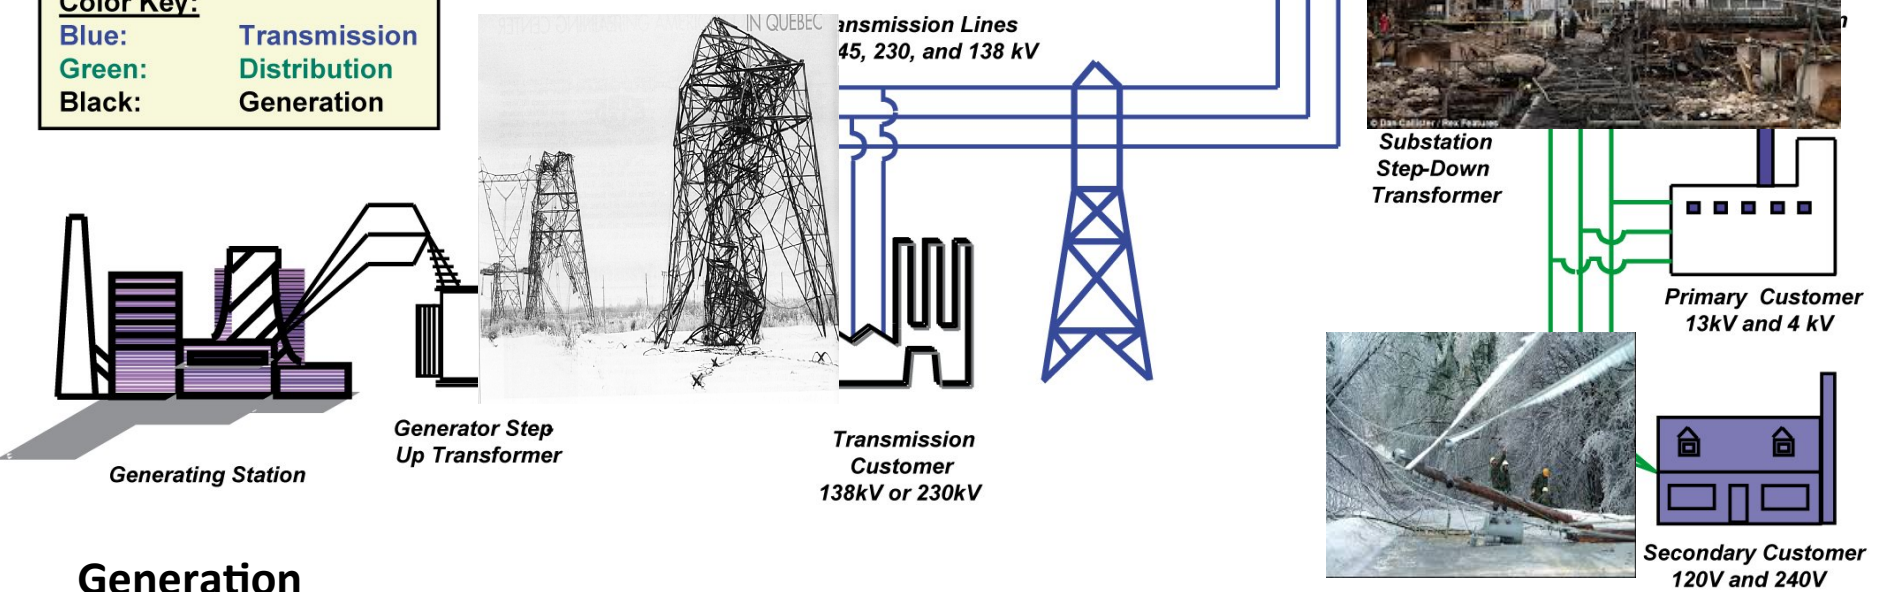 Color Key:
Blue: Transmission
Green: Distribution
Black: Generation
IN QUEBEC
ansmission Lines
45, 230, and 138 kV
© Dan Callister / Rex Features
Substation
Step-Down
Transformer
Primary Customer
13kV and 4 kV
Generator Step
Up Transformer
Generating Station
Transmission
Customer
138kV or 230kV
Secondary Customer
120V and 240V
Generation